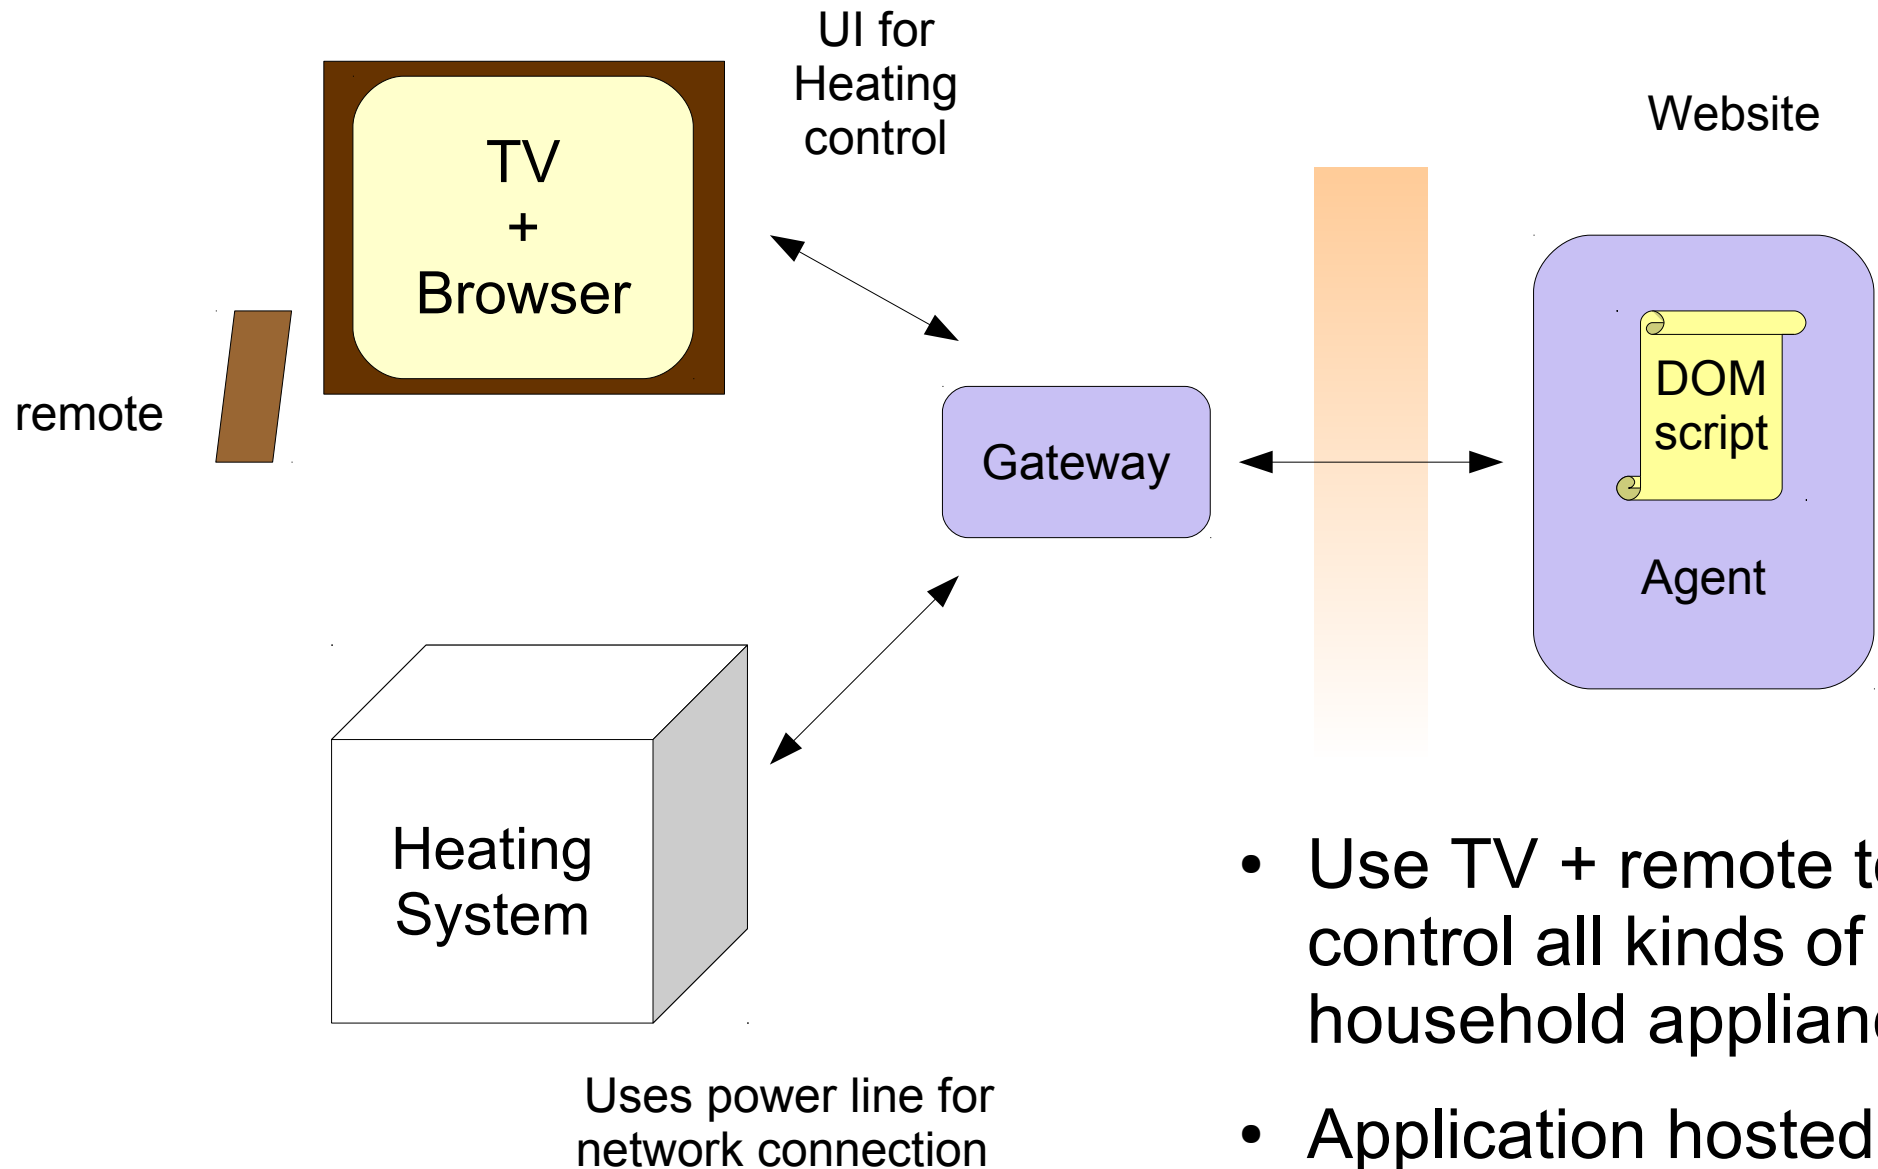 UI for
Heating
control
Website
TV
+
Browser
remote
Gateway
DOM
script
Agent
Heating
System
Uses power line for
network connection
• Use TV + remote
control all kinds of
household
• Application hosted